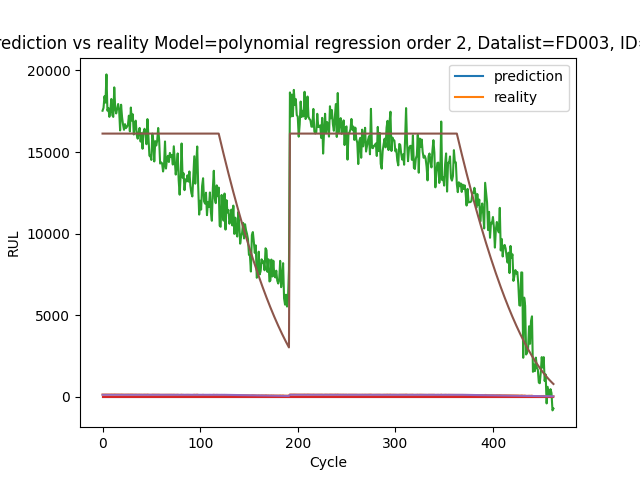 rediction vs reality Model=polynomial regression order 2, Datalist=FD003, ID=
prediction
reality
20000
15000
10000
5000
0
RUL
0 100 200 300 400
Cycle